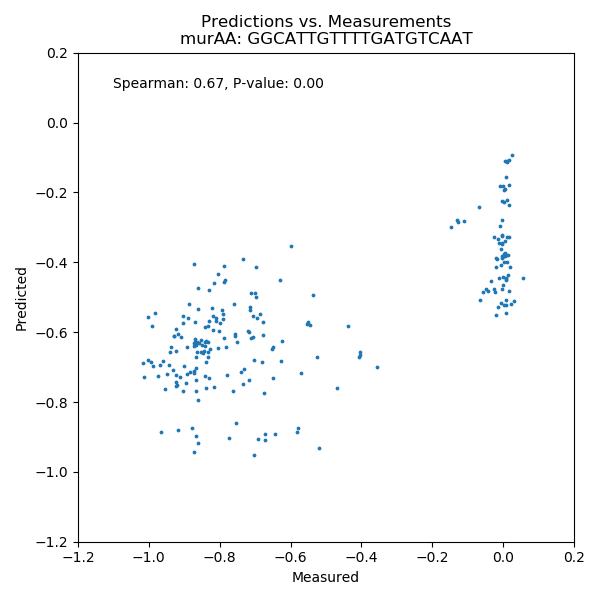 Predictions vs. Measurements
murAA: GGCATTGTTTTGATGTCAAT
Spearman: 0.67, P-value: 0.00
0.2
0.0
−0.2
−0.4
−0.6
−0.8
−1.0
−1.2
Predicted
−1.2 −1.0 −0.8 −0.6 −0.4 −0.2 0.0 0.2
Measured